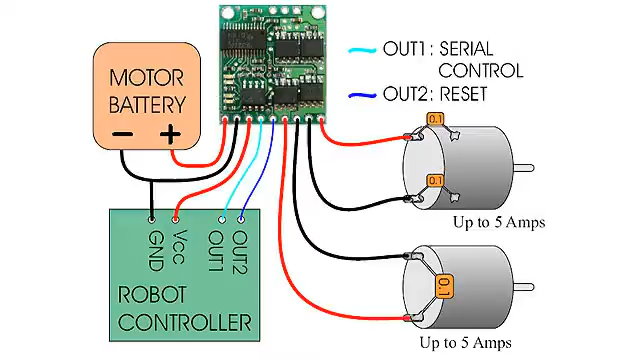 MOTOR
BATTERY
− +
OUT1 : SERIAL
CONTROL
OUT2 : RESET
0.1
0.1
Up to 5 Amps
GND
Vcc
OUT1
OUT2
ROBOT
CONTROLLER
0.1
Up to 5 Amps